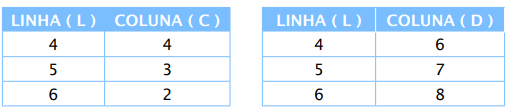 LINHA ( L ) COLUNA ( C ) LINHA ( L ) COLUNA ( D )
4 4 4 6
5 3 5 7
6 2 6 8